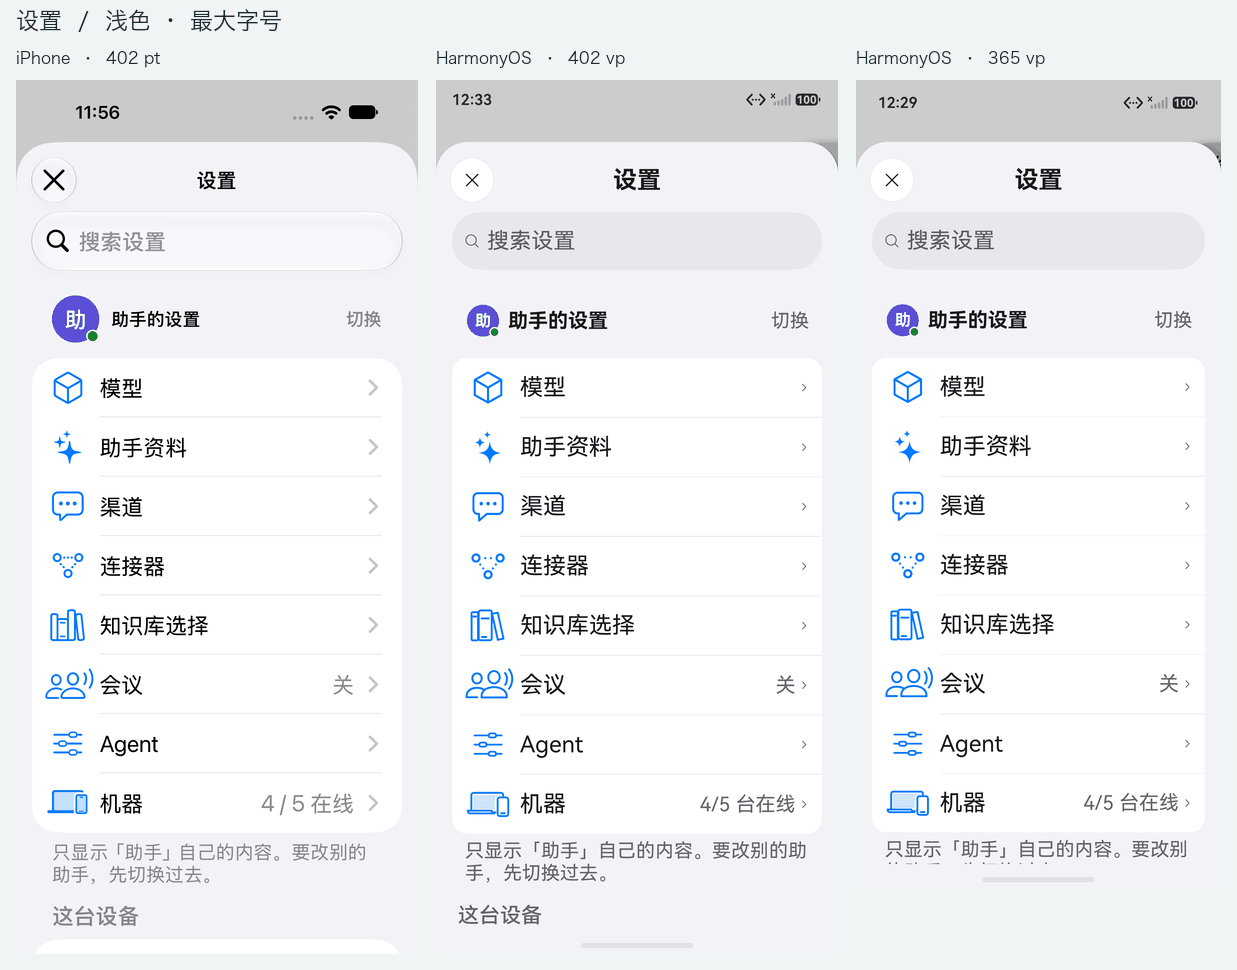 设置 / 浅色 · 最大字号
iPhone · 402 pt
11:56
设置
搜索设置
助
助手的设置
切换
模型
助手资料
渠道
连接器
知识库选择
会议
关
Agent
机器
4 / 5 在线
只显示「助手」自己的内容。要改别的
助手，先切换过去。
这台设备
HarmonyOS · 402 vp
12:33
100
设置
搜索设置
助
助手的设置
切换
模型
助手资料
渠道
连接器
知识库选择
会议
关
Agent
机器
4/5 台在线
只显示「助手」自己的内容。要改别的助
手，先切换过去。
这台设备
HarmonyOS · 365 vp
12:29
100
设置
搜索设置
助
助手的设置
切换
模型
助手资料
渠道
连接器
知识库选择
会议
关
Agent
机器
4/5 台在线
只显示「助手」自己的内容。要改别